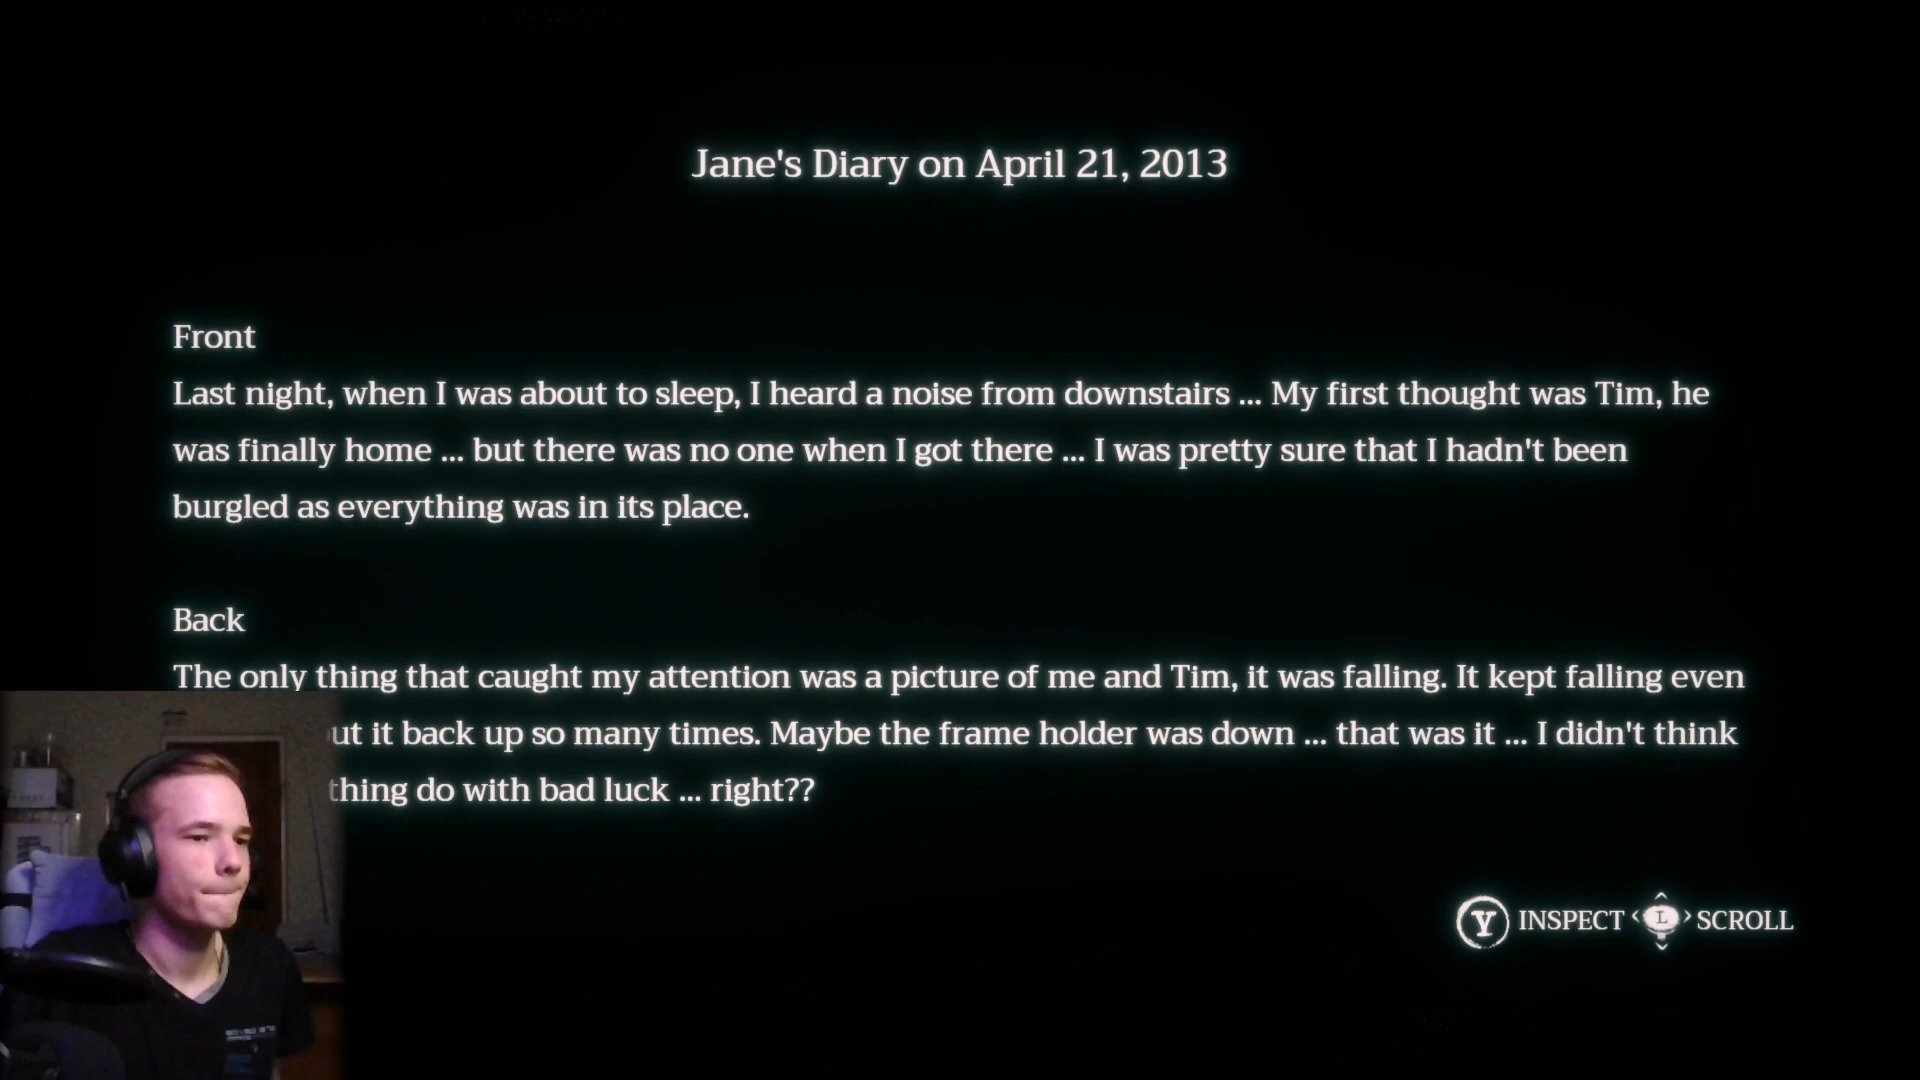 Jane's Diary on April 21, 2013
Front
Last night, when I was about to sleep, I heard a noise from downstairs ... My first thought was Tim, he
was finally home ... but there was no one when I got there ... I was pretty sure that I hadn't been
burgled as everything was in its place.
Back
The only thing that caught my attention was a picture of me and Tim, it was falling. It kept falling even
it back up so many times. Maybe the frame holder was down ... that was it ... I didn't think
do with bad luck ... right??
Y INSPECT L SCROLL